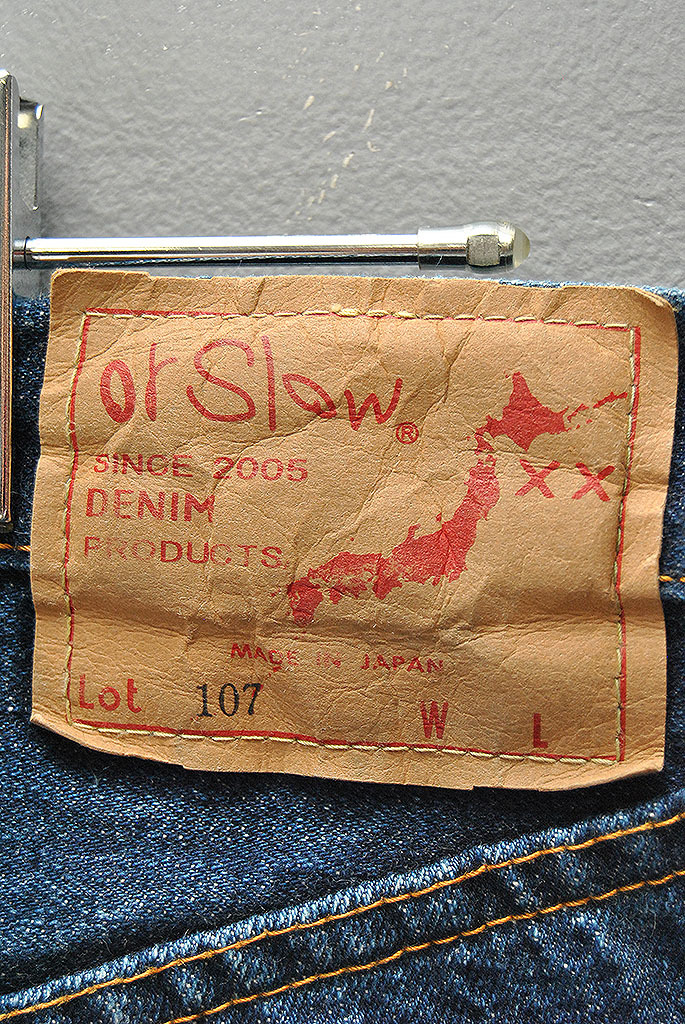 orSlow®
SINCE 2005
DENIM
PRODUCTS.
XX
MADE IN JAPAN
Lot 107 W L